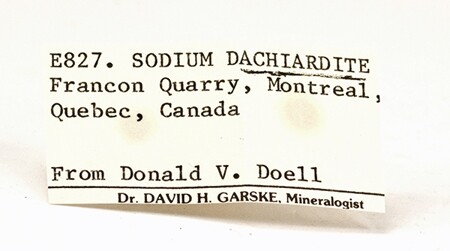 E827. SODIUM DACHIARDITE
Francon Quarry, Montreal,
Quebec, Canada
From Donald V. Doell
Dr. DAVID H. GARSKE, Mineralogist